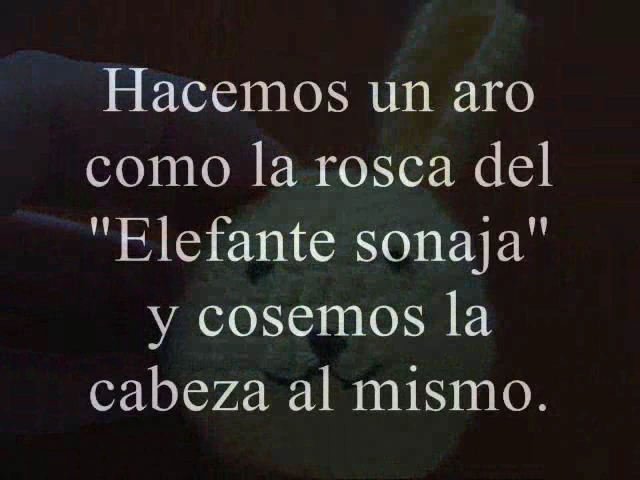 Hacemos un aro
como la rosca del
"Elefante sonaja"
y cosemos la
cabeza al mismo.